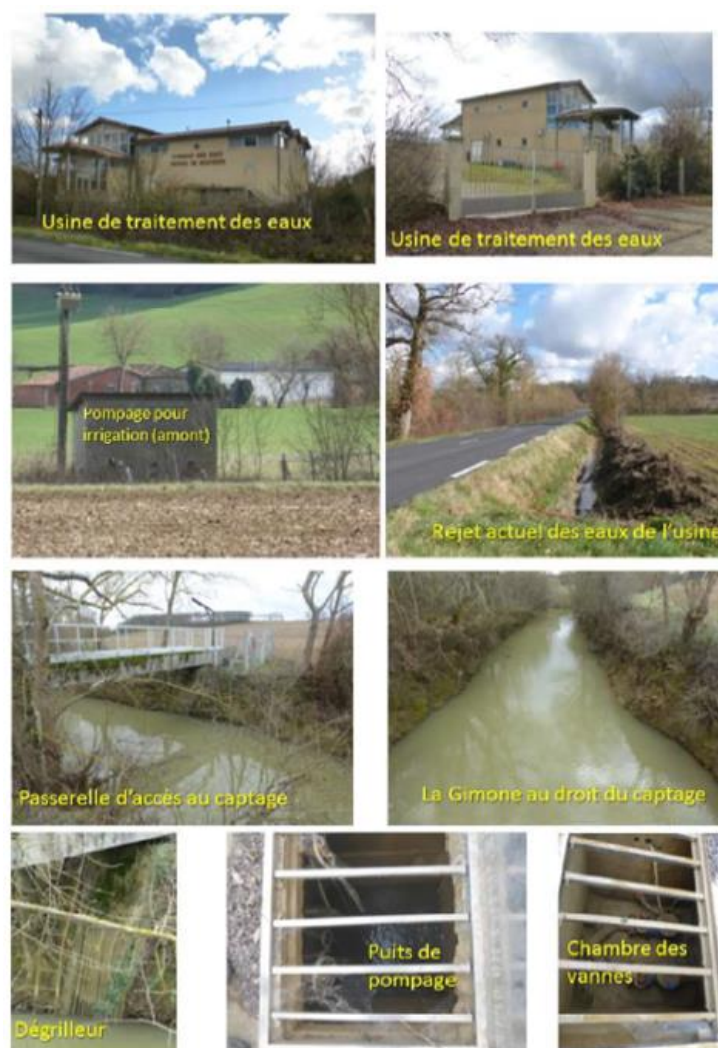 Usine de traitement des eaux
Usine de traitement des eaux
Pompage pour
irrigation (amont)
Rejet actuel des eaux de l'usine
Passerelle d'accès au captage
La Gimone au droit du captage
Dégrilleur
Puits de
pompage
Chambre des
vannes